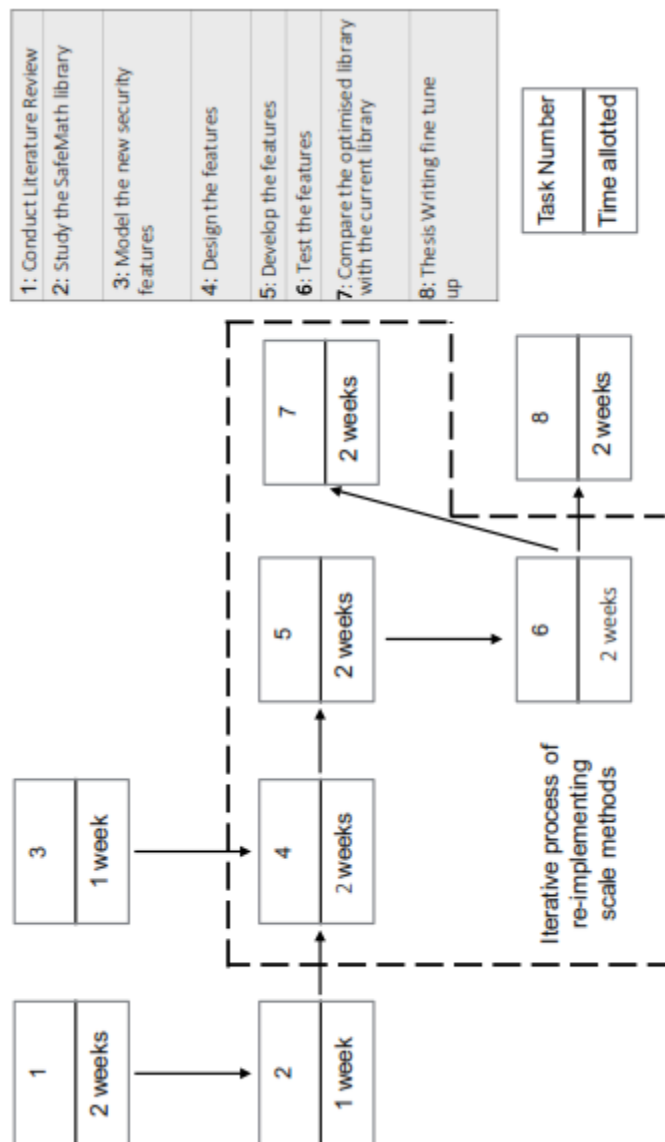 1
2 weeks
3
1 week
2
1 week
4
2 weeks
5
2 weeks
7
2 weeks
6
2 weeks
8
2 weeks
Iterative process of
re-implementing
scale methods
1: Conduct Literature Review
2: Study the SafeMath library
3: Model the new security
features
4: Design the features
5: Develop the features
6: Test the features
7: Compare the optimised library
with the current library
8: Thesis Writing fine tune
up
Task Number
Time allotted